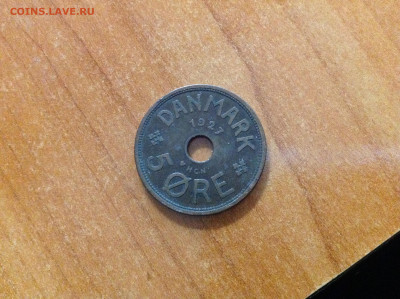 COINS.LAVE.RU
DANMARK
1927
5 ØRE